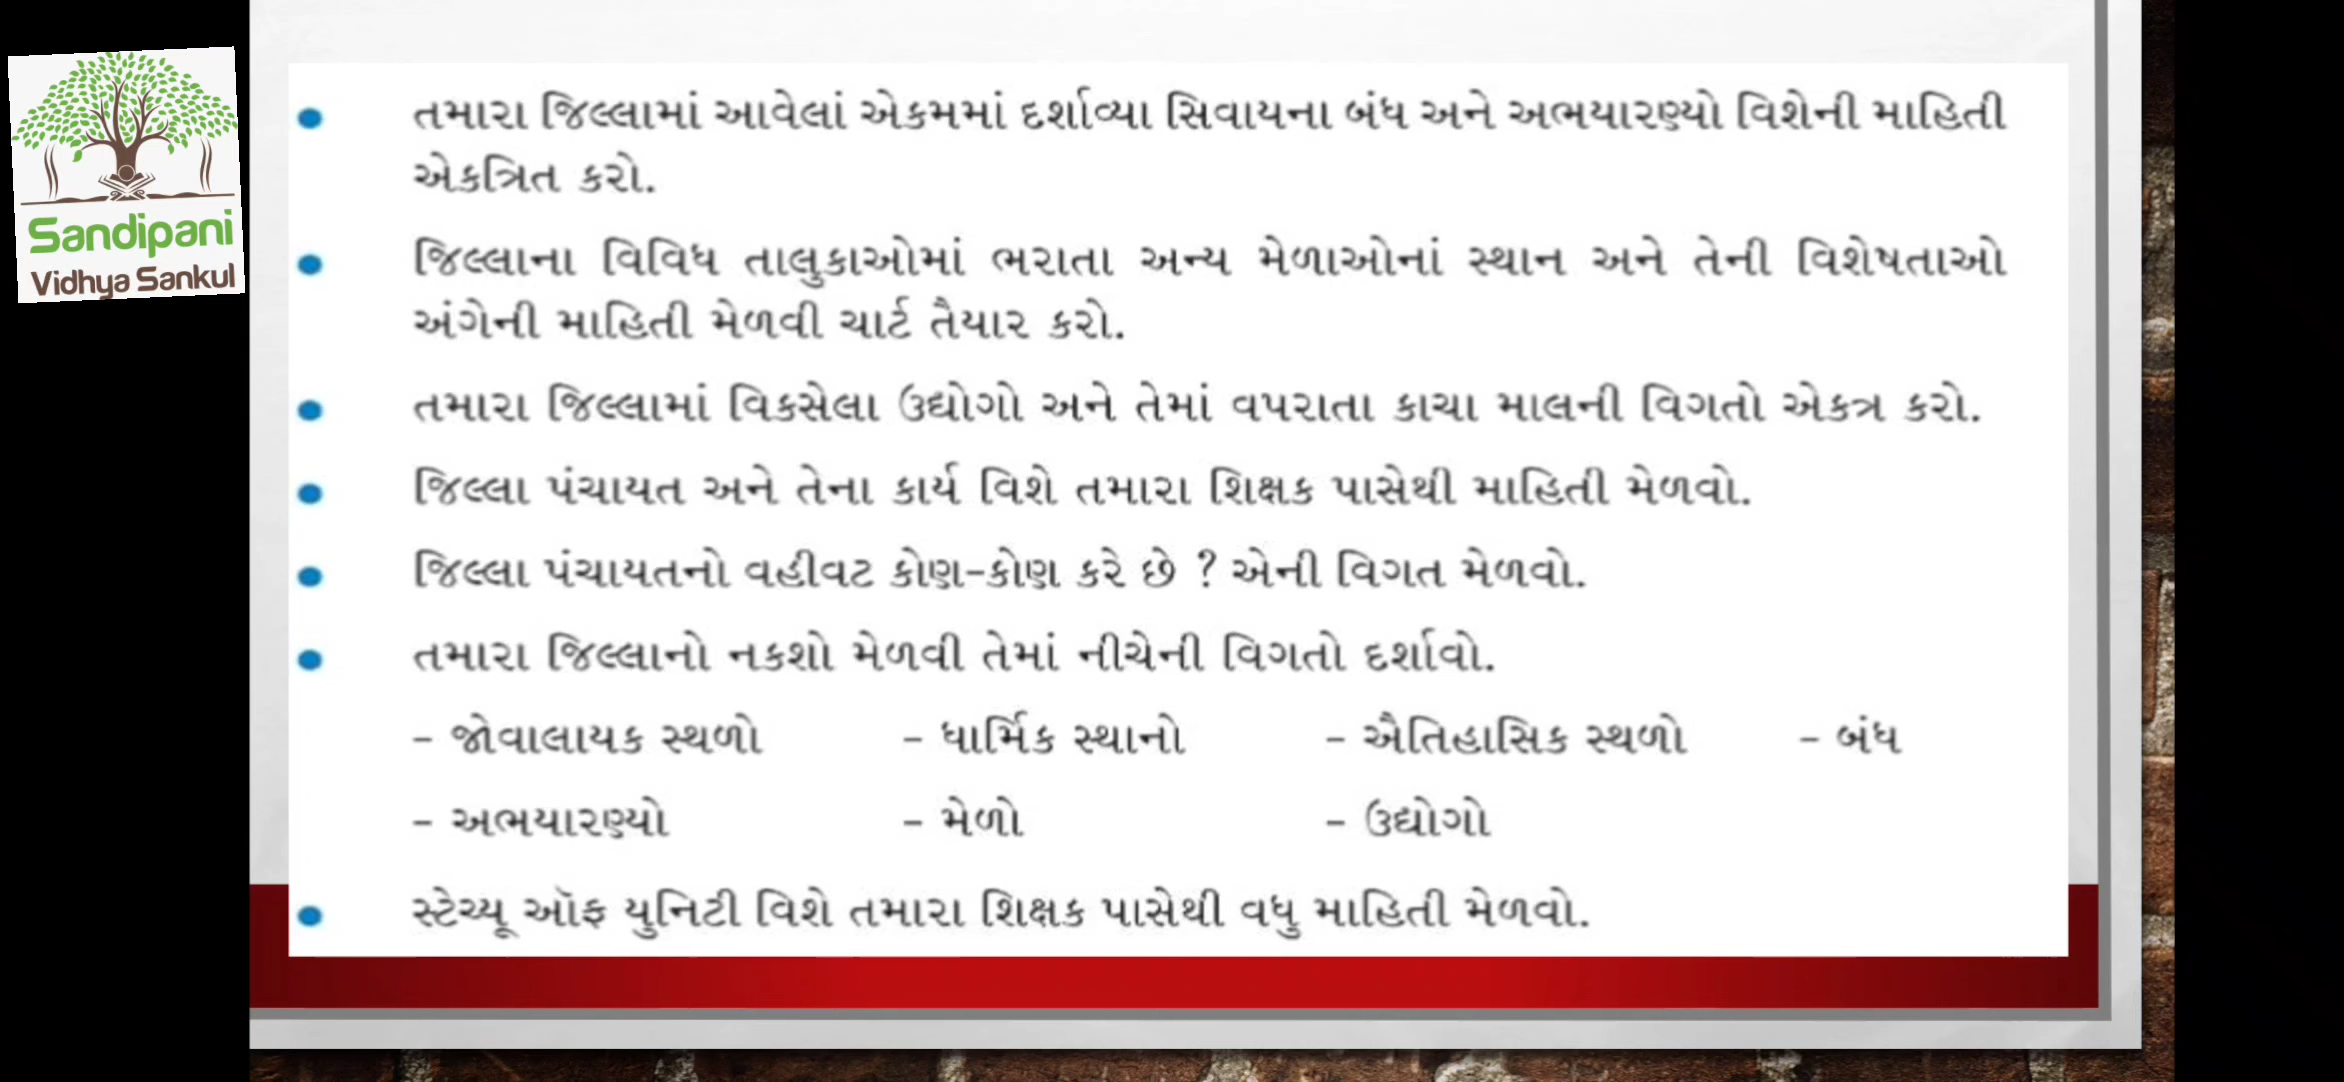 Sandipani
Vidhya Sankul
• તમારા જિલ્લામાં આવેલાં એકમમાં દર્શાવ્યા સિવાયના બંધ અને અભયારણ્યો વિશેની માહિતી
એકત્રિત કરો.
• જિલ્લાના વિવિધ તાલુકાઓમાં ભરાતા અન્ય મેળાઓનાં સ્થાન અને તેની વિશેષતાઓ
અંગેની માહિતી મેળવી ચાર્ટ તૈયાર કરો.
• તમારા જિલ્લામાં વિકસેલા ઉદ્યોગો અને તેમાં વપરાતા કાચા માલની વિગતો એકત્ર કરો.
• જિલ્લા પંચાયત અને તેના કાર્ય વિશે તમારા શિક્ષક પાસેથી માહિતી મેળવો.
• જિલ્લા પંચાયતનો વહીવટ કોણ-કોણ કરે છે ? એની વિગત મેળવો.
• તમારા જિલ્લાનો નકશો મેળવી તેમાં નીચેની વિગતો દર્શાવો.
– જોવાલાયક સ્થળો – ધાર્મિક સ્થાનો – ઐતિહાસિક સ્થળો – બંધ
– અભયારણ્યો – મેળો – ઉદ્યોગો
• સ્ટેચ્યૂ ઑફ યુનિટી વિશે તમારા શિક્ષક પાસેથી વધુ માહિતી મેળવો.